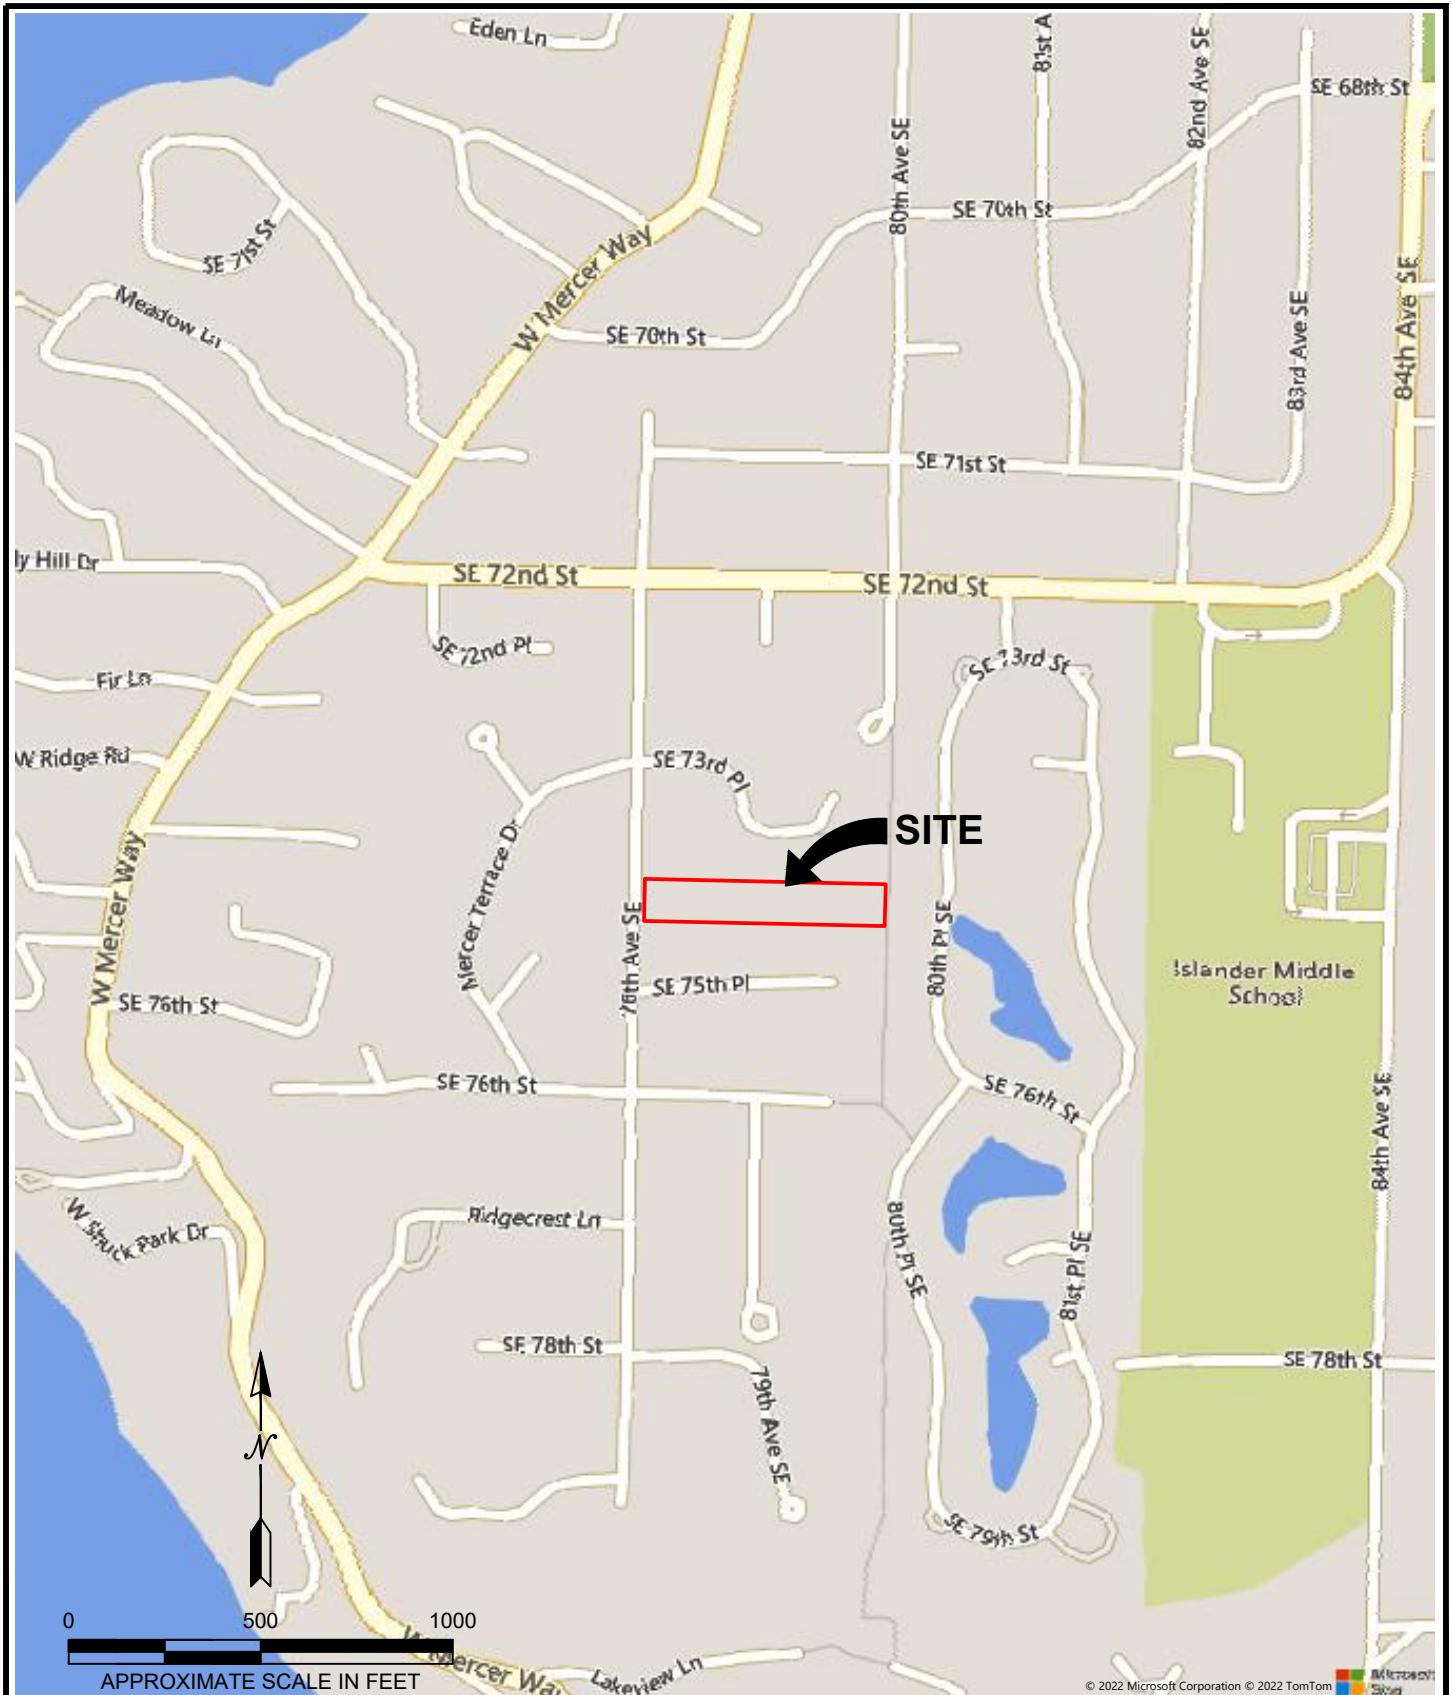 Eden Ln
81st A
82nd Ave SE
SE 68th St
80th Ave SE
SE 70th St
SE 71st St
W Mercer Way
Meadow Ln
SE 70th St
83rd Ave SE
84th Ave SE
SE 71st St
ly Hill Dr
SE 72nd St
SE 72nd St
SE 72nd Pl
SE 73rd St
Fir Ln
W Ridge Rd
SE 73rd Pl
SITE
Mercer Terrace Dr
W Mercer Way
76th Ave SE
80th Pl SE
SE 75th Pl
Islander Middle
School
SE 76th St
SE 76th St
SE 76th St
84th Ave SE
W Shuck Park Dr
Ridgecrest Ln
80th Pl SE
81st Pl SE
SE 78th St
SE 78th St
79th Ave SE
N
SE 79th St
0 500 1000
APPROXIMATE SCALE IN FEET
W Mercer Way
Lakeview Ln
© 2022 Microsoft Corporation © 2022 TomTom
Microsoft
Bing